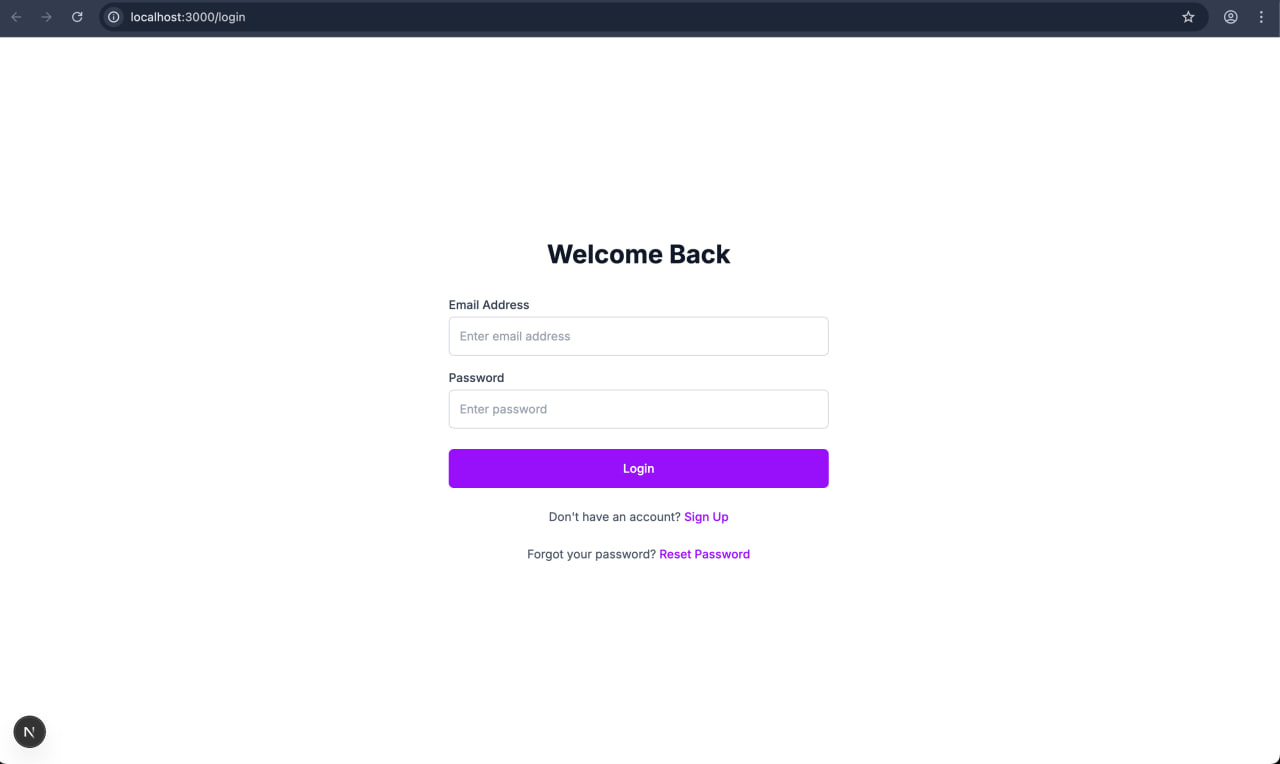 localhost:3000/login
Welcome Back
Email Address
Enter email address
Password
Enter password
Login
Don't have an account? Sign Up
Forgot your password? Reset Password
N